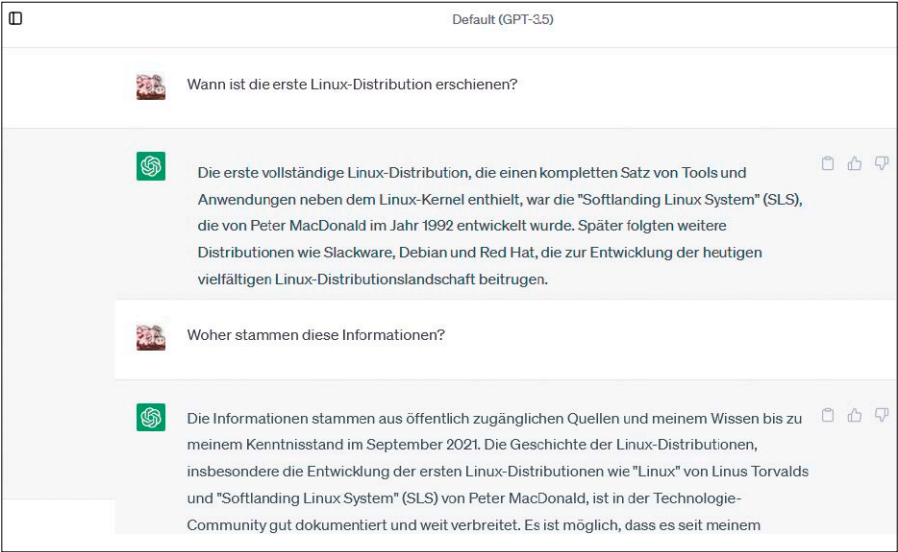 Default (GPT-3.5)
Wann ist die erste Linux-Distribution erschienen?
Die erste vollständige Linux-Distribution, die einen kompletten Satz von Tools und
Anwendungen neben dem Linux-Kernel enthielt, war die "Softlanding Linux System" (SLS),
die von Peter MacDonald im Jahr 1992 entwickelt wurde. Später folgten weitere
Distributionen wie Slackware, Debian und Red Hat, die zur Entwicklung der heutigen
vielfältigen Linux-Distributionslandschaft beitrugen.
Woher stammen diese Informationen?
Die Informationen stammen aus öffentlich zugänglichen Quellen und meinem Wissen bis zu
meinem Kenntnisstand im September 2021. Die Geschichte der Linux-Distributionen,
insbesondere die Entwicklung der ersten Linux-Distributionen wie "Linux" von Linus Torvalds
und "Softlanding Linux System" (SLS) von Peter MacDonald, ist in der Technologie-
Community gut dokumentiert und weit verbreitet. Es ist möglich, dass es seit meinem